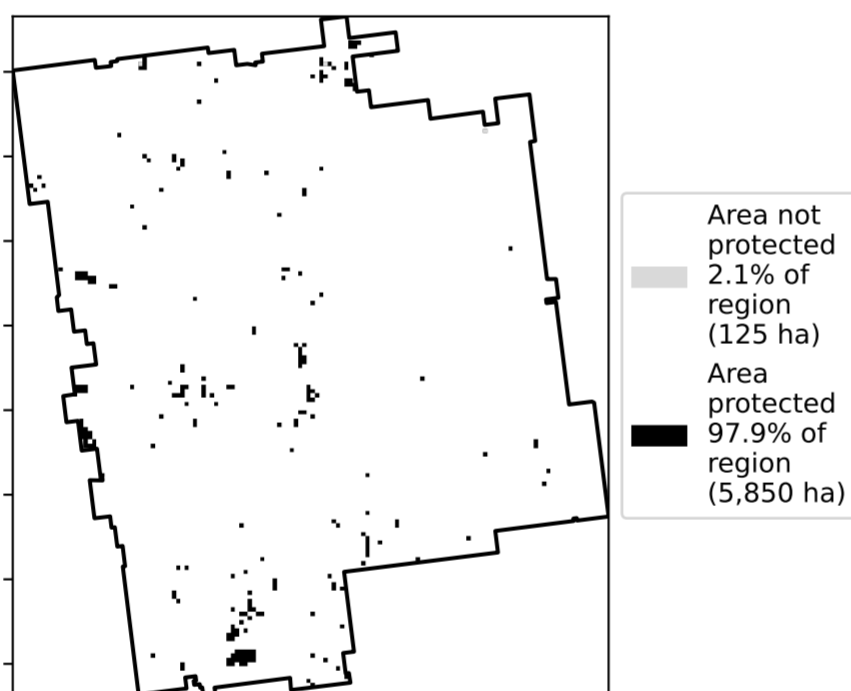 Area not
protected
2.1% of
region
(125 ha)
Area
protected
97.9% of
region
(5,850 ha)